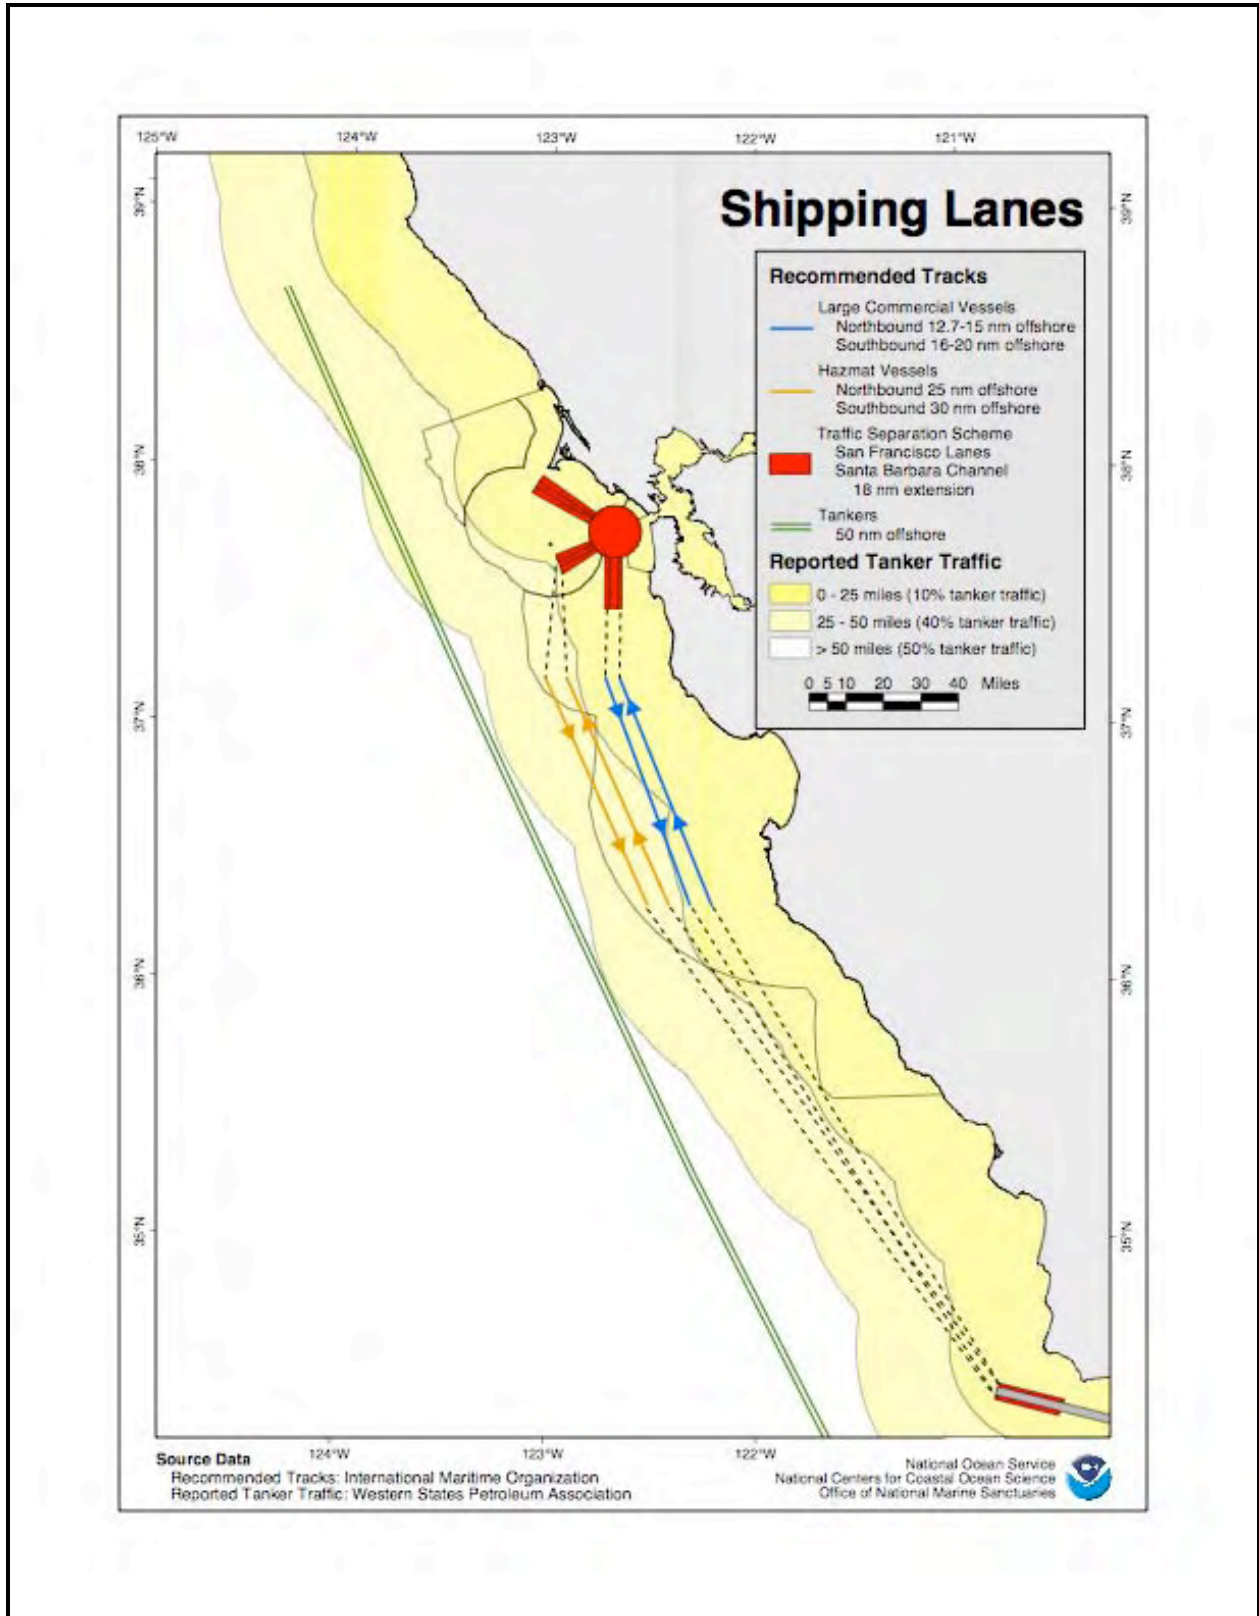 125°W 124°W 123°W 122°W 121°W
39°N
39°N
Shipping Lanes
Recommended Tracks
Large Commercial Vessels
Northbound 12.7-15 nm offshore
Southbound 16-20 nm offshore
Hazmat Vessels
Northbound 25 nm offshore
Southbound 30 nm offshore
Traffic Separation Scheme
San Francisco Lanes
Santa Barbara Channel
18 nm extension
Tankers
50 nm offshore
Reported Tanker Traffic
0 - 25 miles (10% tanker traffic)
25 - 50 miles (40% tanker traffic)
> 50 miles (50% tanker traffic)
0 5 10 20 30 40 Miles
38°N
38°N
37°N
37°N
36°N
36°N
35°N
35°N
124°W 123°W 122°W
Source Data
Recommended Tracks: International Maritime Organization
Reported Tanker Traffic: Western States Petroleum Association
National Ocean Service
National Centers for Coastal Ocean Science
Office of National Marine Sanctuaries